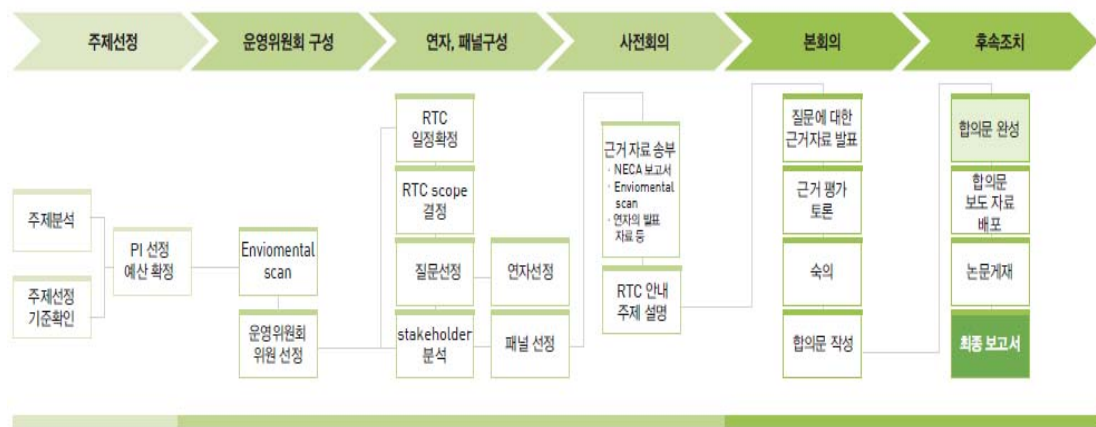 주제선정
운영위원회 구성
연자, 패널구성
사전회의
본회의
후속조치
주제분석
주제선정
기준확인
PI 선정
예산 확정
Enviomental
scan
운영위원회
위원 선정
RTC
일정확정
RTC scope
결정
질문선정
stakeholder
분석
연자선정
패널 선정
근거 자료 송부
· NECA 보고서
· Enviomental
scan
· 연자의 발표
자료 등
RTC 안내
주제 설명
질문에 대한
근거자료 발표
근거 평가
토론
숙의
합의문 작성
합의문 완성
합의문
보도 자료
배포
논문게재
최종 보고서